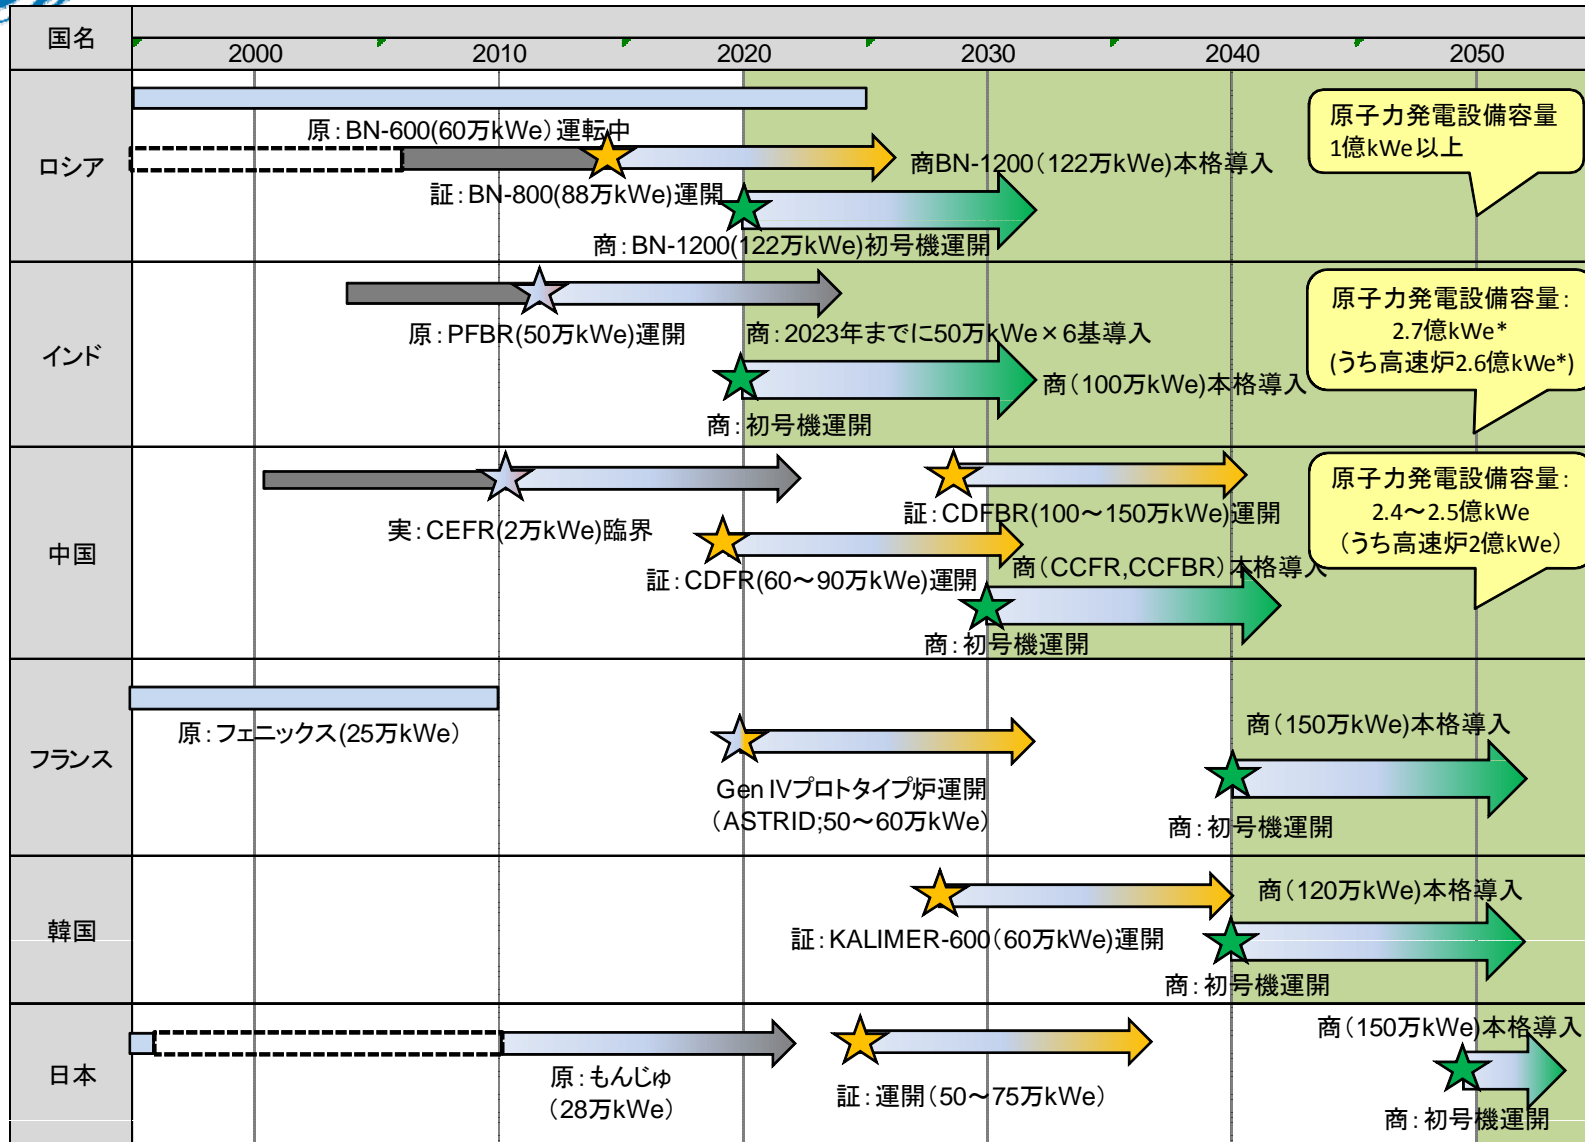 国名
2000 2010 2020 2030 2040 2050
ロシア
原：BN-600(60万kWe）運転中
証：BN-800(88万kWe)運開
商BN-1200（122万kWe)本格導入
商：BN-1200(122万kWe)初号機運開
原子力発電設備容量
1億kWe以上
インド
原：PFBR(50万kWe)運開
商：2023年までに50万kWe×6基導入
商（100万kWe)本格導入
商：初号機運開
原子力発電設備容量：
2.7億kWe*
(うち高速炉2.6億kWe*)
中国
実：CEFR(2万kWe)臨界
証：CDFBR(100～150万kWe)運開
証：CDFR(60～90万kWe)運開
商（CCFR,CCFBR）本格導入
商：初号機運開
原子力発電設備容量：
2.4～2.5億kWe
（うち高速炉2億kWe）
フランス
原：フェニックス(25万kWe）
Gen IVプロトタイプ炉運開
（ASTRID;50～60万kWe）
商（150万kWe)本格導入
商：初号機運開
韓国
証：KALIMER-600（60万kWe)運開
商（120万kWe)本格導入
商：初号機運開
日本
原：もんじゅ
（28万kWe）
証：運開（50～75万kWe）
商（150万kWe)本格導入
商：初号機運開